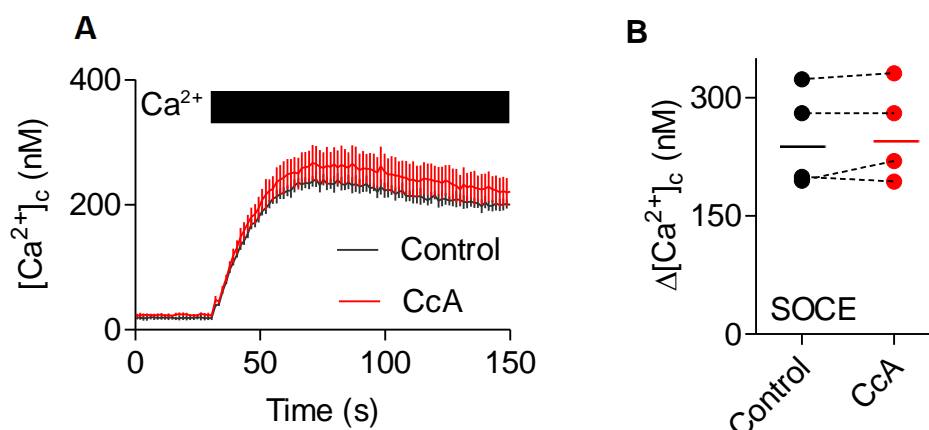 A
[Ca²⁺]c (nM)
400
200
0
Ca²⁺
Control
CcA
0
50
100
150
Time (s)
B
Δ[Ca²⁺]c (nM)
300
150
0
SOCE
Control
CcA